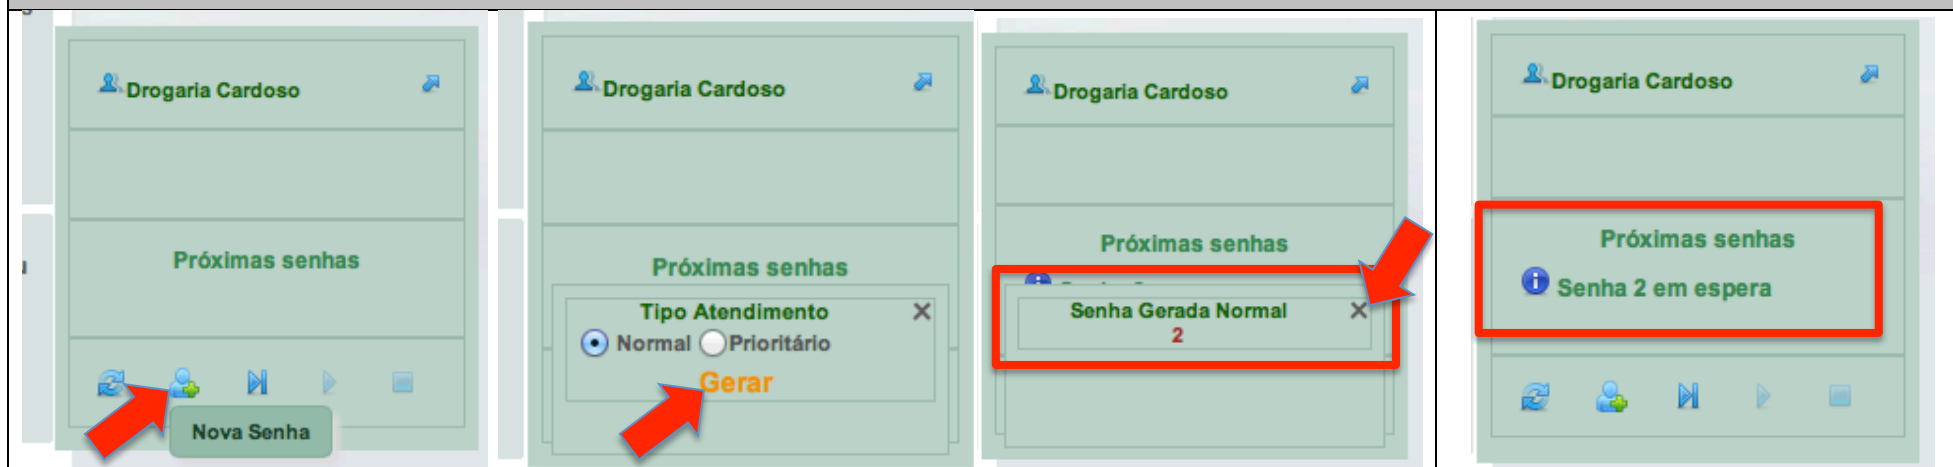 Drogaria Cardoso
Próximas senhas
Nova Senha
Drogaria Cardoso
Próximas senhas
Tipo Atendimento
Normal Prioritário
Gerar
Drogaria Cardoso
Próximas senhas
Senha Gerada Normal
2
Drogaria Cardoso
Próximas senhas
Senha 2 em espera